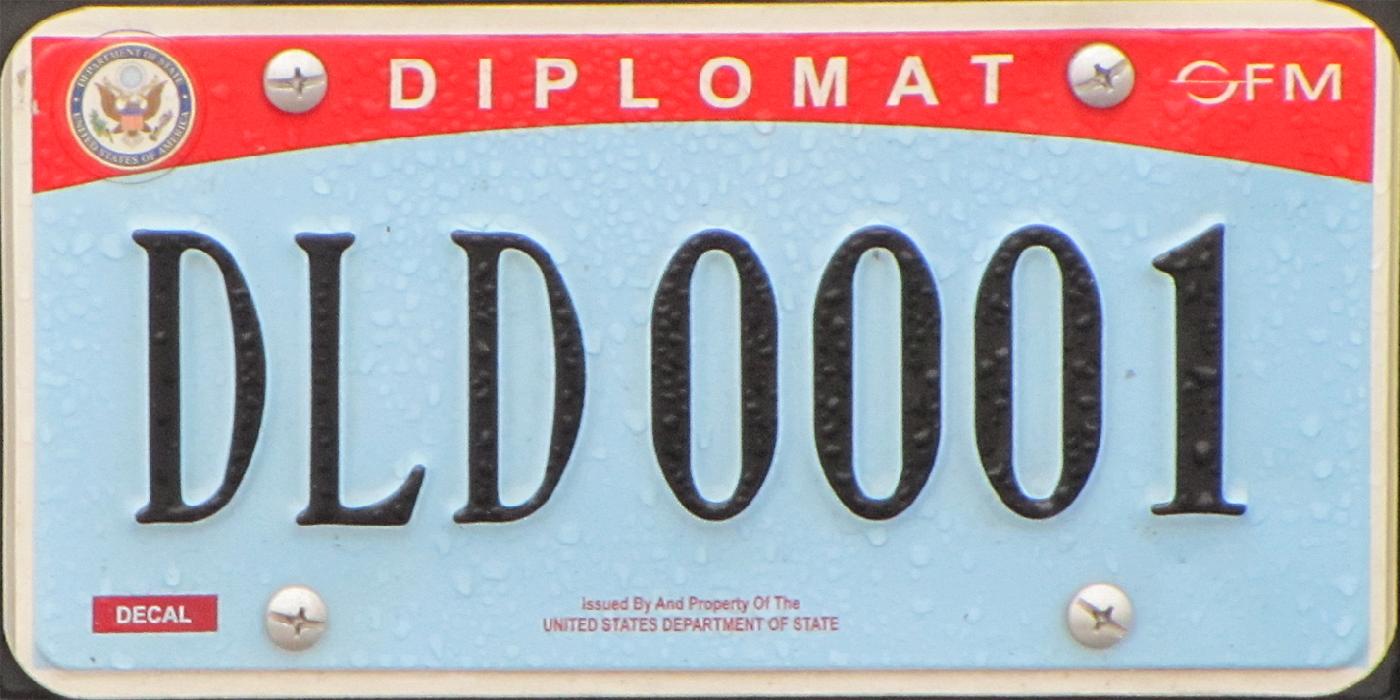 DEPARTMENT OF STATE
UNITED STATES OF AMERICA
DIPLOMAT
OFM
DLD0001
DECAL
Issued By And Property Of The
UNITED STATES DEPARTMENT OF STATE